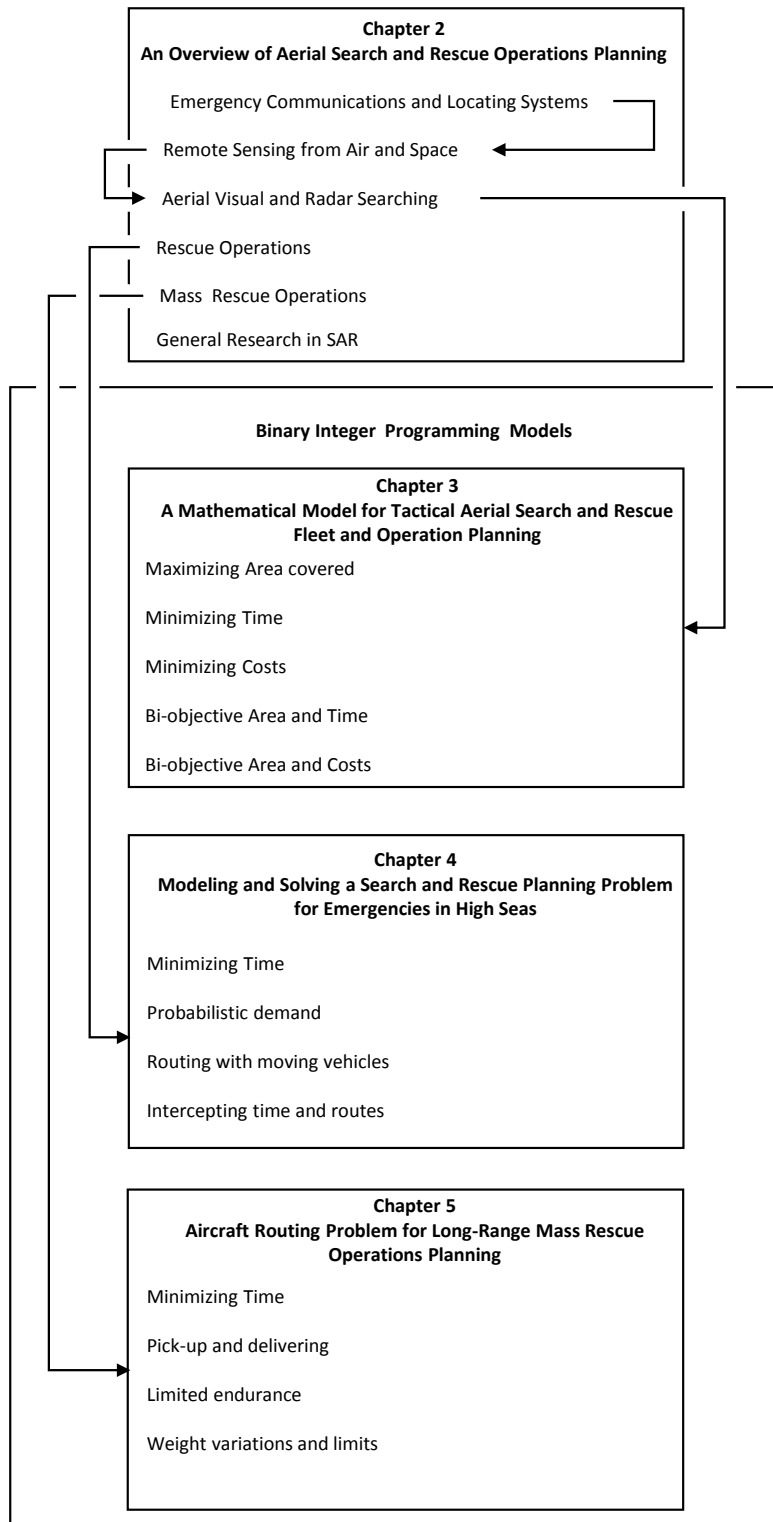 Chapter 2
An Overview of Aerial Search and Rescue Operations Planning
Emergency Communications and Locating Systems
Remote Sensing from Air and Space
Aerial Visual and Radar Searching
Rescue Operations
Mass Rescue Operations
General Research in SAR
Binary Integer Programming Models
Chapter 3
A Mathematical Model for Tactical Aerial Search and Rescue
Fleet and Operation Planning
Maximizing Area covered
Minimizing Time
Minimizing Costs
Bi-objective Area and Time
Bi-objective Area and Costs
Chapter 4
Modeling and Solving a Search and Rescue Planning Problem
for Emergencies in High Seas
Minimizing Time
Probabilistic demand
Routing with moving vehicles
Intercepting time and routes
Chapter 5
Aircraft Routing Problem for Long-Range Mass Rescue
Operations Planning
Minimizing Time
Pick-up and delivering
Limited endurance
Weight variations and limits